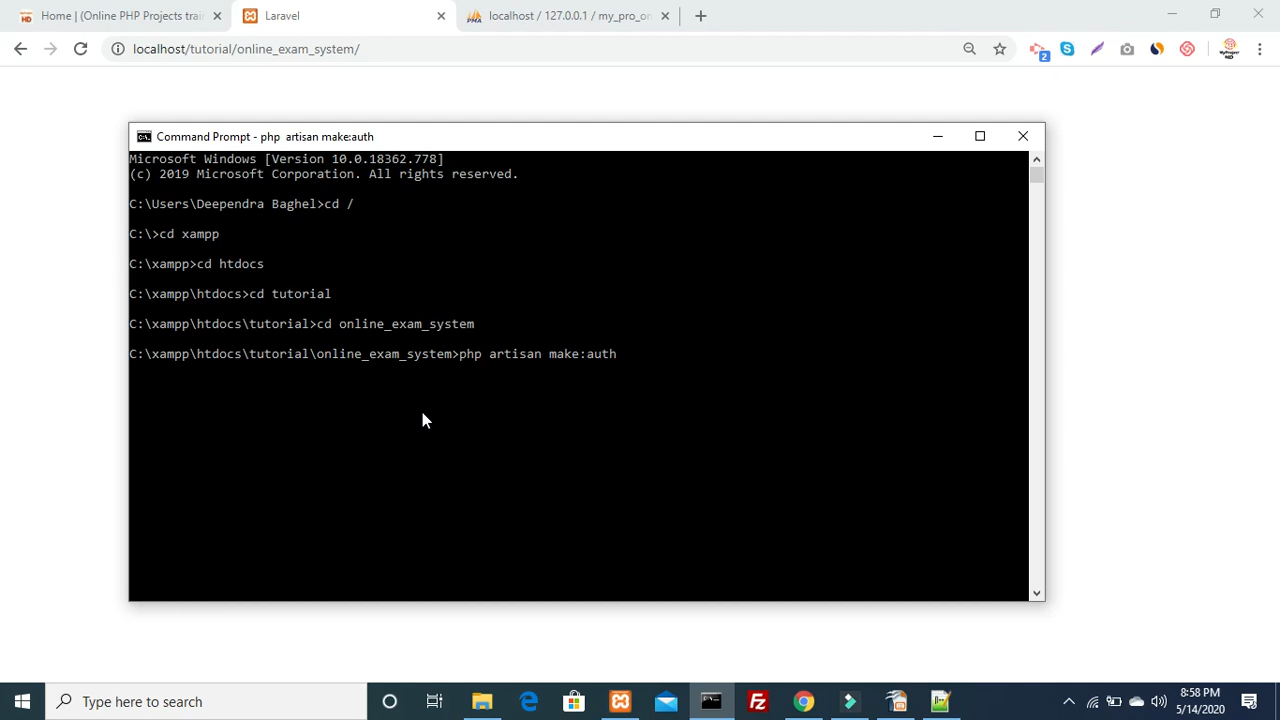 Home | (Online PHP Projects train
Laravel
localhost / 127.0.0.1 / my_pro_on
localhost/tutorial/online_exam_system/
2
Command Prompt - php  artisan make:auth
Microsoft Windows [Version 10.0.18362.778]
(c) 2019 Microsoft Corporation. All rights reserved.
C:\Users\Deependra Baghel>cd /
C:\>cd xampp
C:\xampp>cd htdocs
C:\xampp\htdocs>cd tutorial
C:\xampp\htdocs\tutorial>cd online_exam_system
C:\xampp\htdocs\tutorial\online_exam_system>php artisan make:auth
Type here to search
8:58 PM
5/14/2020